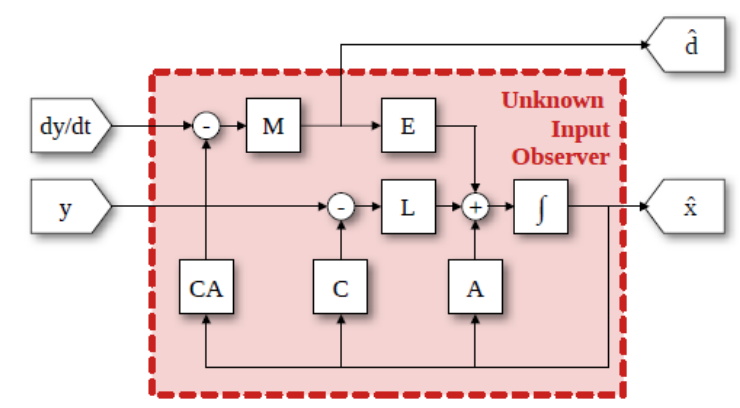 d̂
Unknown
Input
Observer
dy/dt
-
M
E
y
-
L
+
∫
x̂
CA
C
A